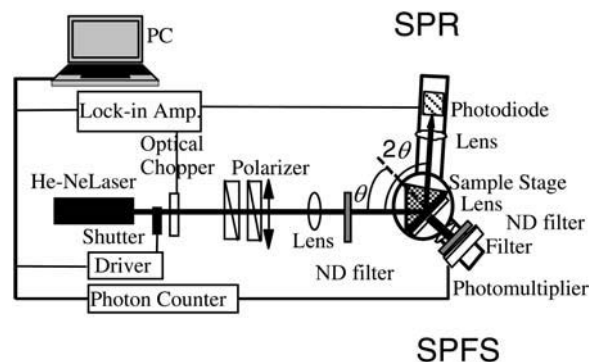 SPR
PC
Lock-in Amp.
Photodiode
Optical
Chopper
Polarizer
2θ
Lens
He-NeLaser
θ
Sample Stage
Lens
ND filter
Shutter
Lens
Filter
Driver
ND filter
Photon Counter
Photomultiplier
SPFS